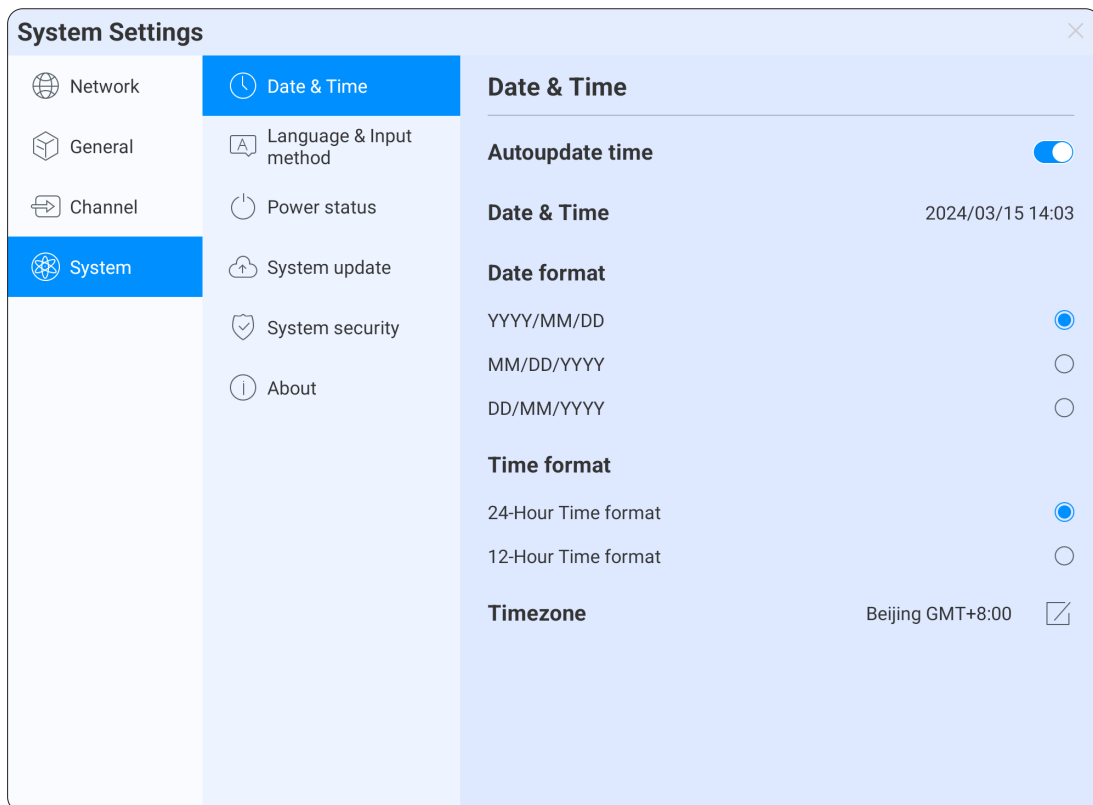 System Settings
Network
General
Channel
System
Date & Time
Language & Input
method
Power status
System update
System security
About
Date & Time
Autoupdate time
Date & Time 2024/03/15 14:03
Date format
YYYY/MM/DD
MM/DD/YYYY
DD/MM/YYYY
Time format
24-Hour Time format
12-Hour Time format
Timezone Beijing GMT+8:00